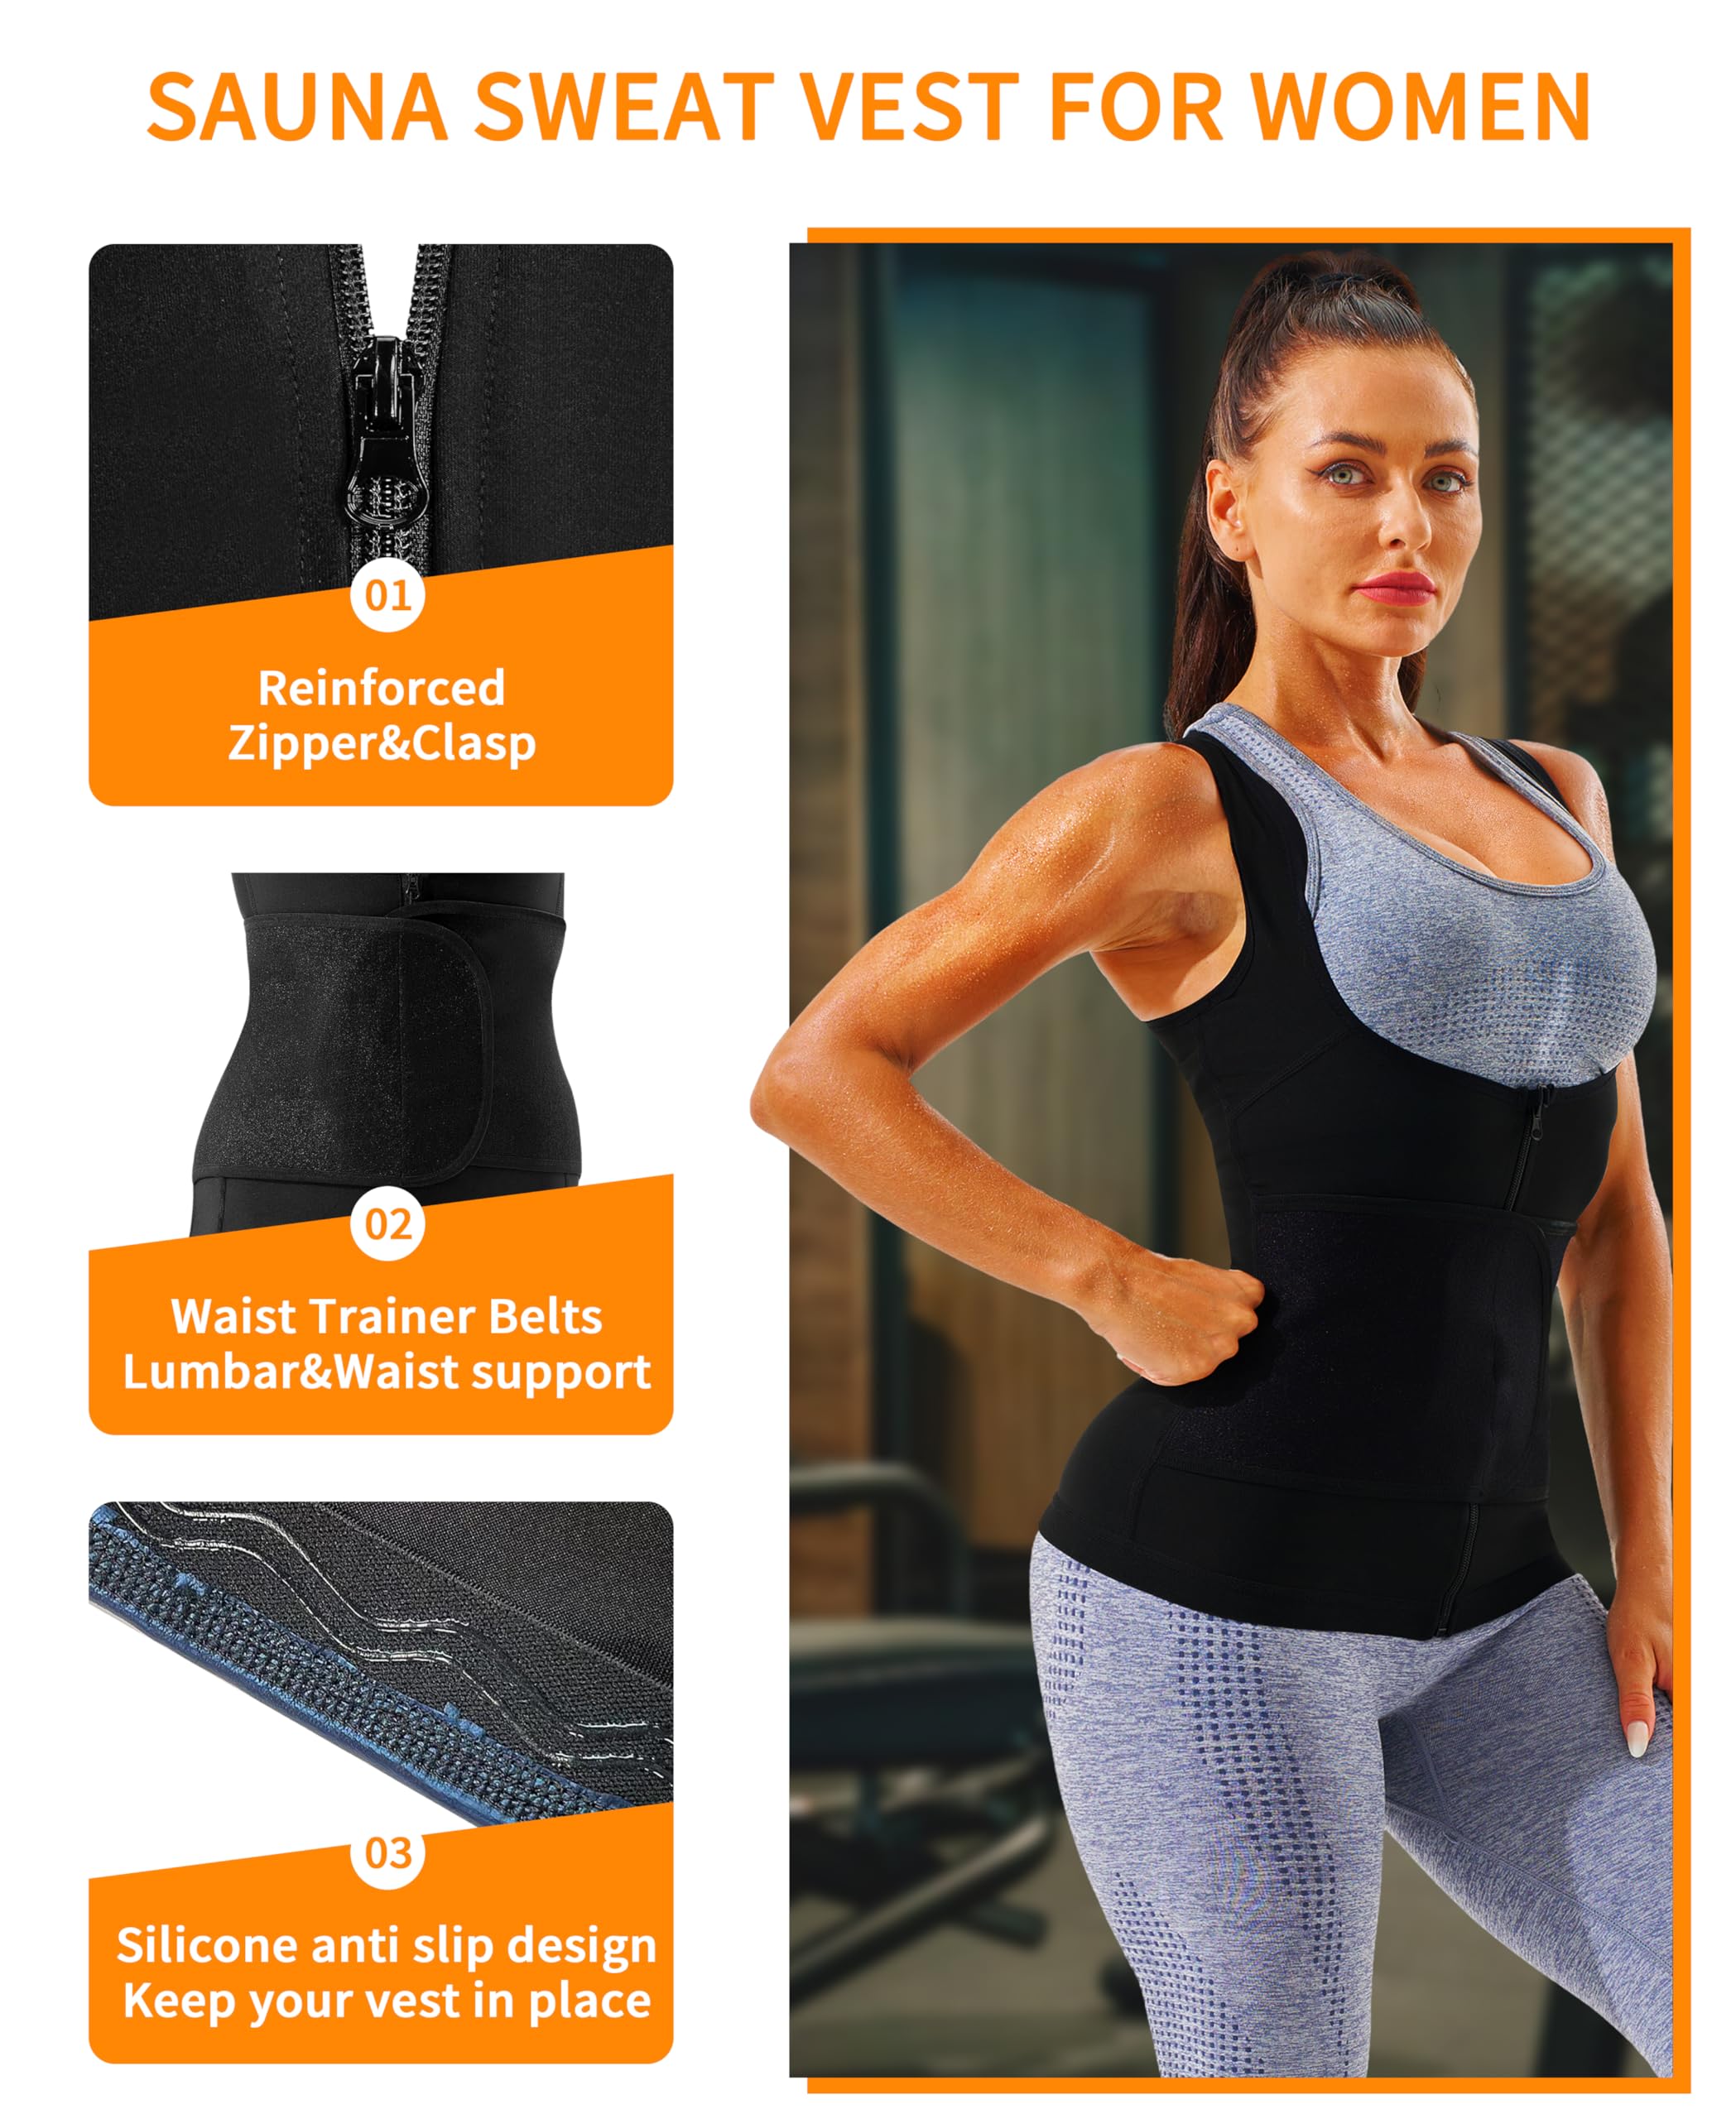 SAUNA SWEAT VEST FOR WOMEN
01
Reinforced
Zipper&Clasp
02
Waist Trainer Belts
Lumbar&Waist support
03
Silicone anti slip design
Keep your vest in place